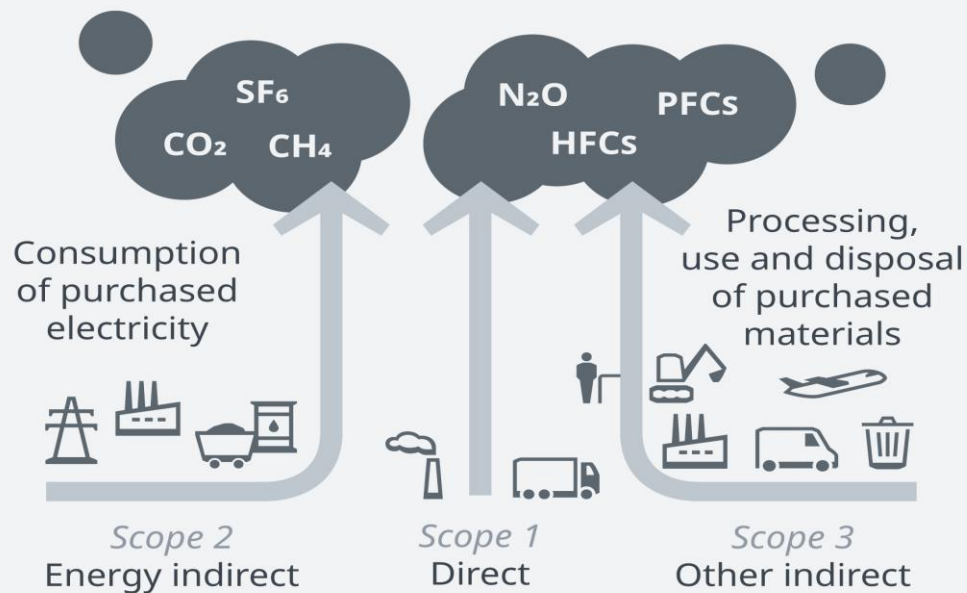 SF₆
CO₂ CH₄
N₂O PFCs
HFCs
Consumption
of purchased
electricity
Processing,
use and disposal
of purchased
materials
Scope 2
Energy indirect
Scope 1
Direct
Scope 3
Other indirect